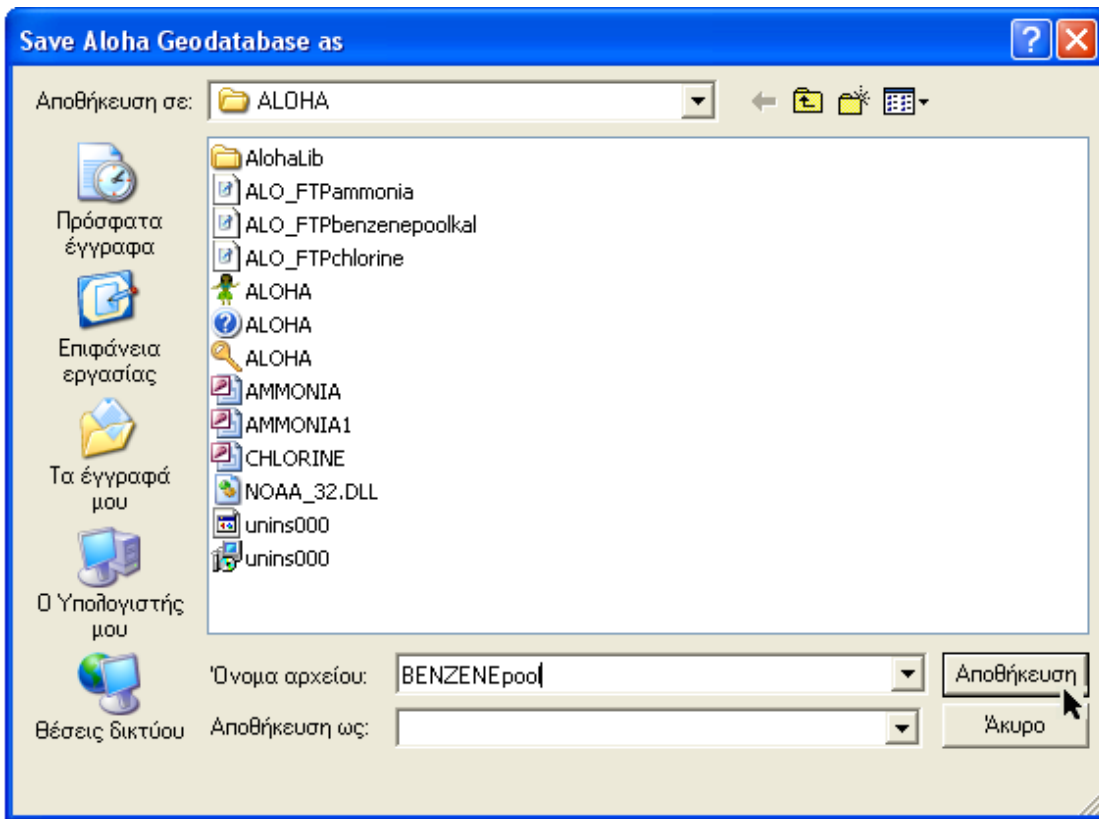 Save Aloha Geodatabase as
Αποθήκευση σε: ALOHA
AlohaLib
ALO_FTPammonia
ALO_FTPbenzenepoolkal
ALO_FTPchlorine
ALOHA
ALOHA
ALOHA
AMMONIA
AMMONIA1
CHLORINE
NOAA_32.DLL
unins000
unins000
Πρόσφατα
έγγραφα
Επιφάνεια
εργασίας
Τα έγγραφά
μου
Ο Υπολογιστής
μου
Θέσεις δικτύου
Όνομα αρχείου: BENZENEpool Αποθήκευση
Αποθήκευση ως: Άκυρο